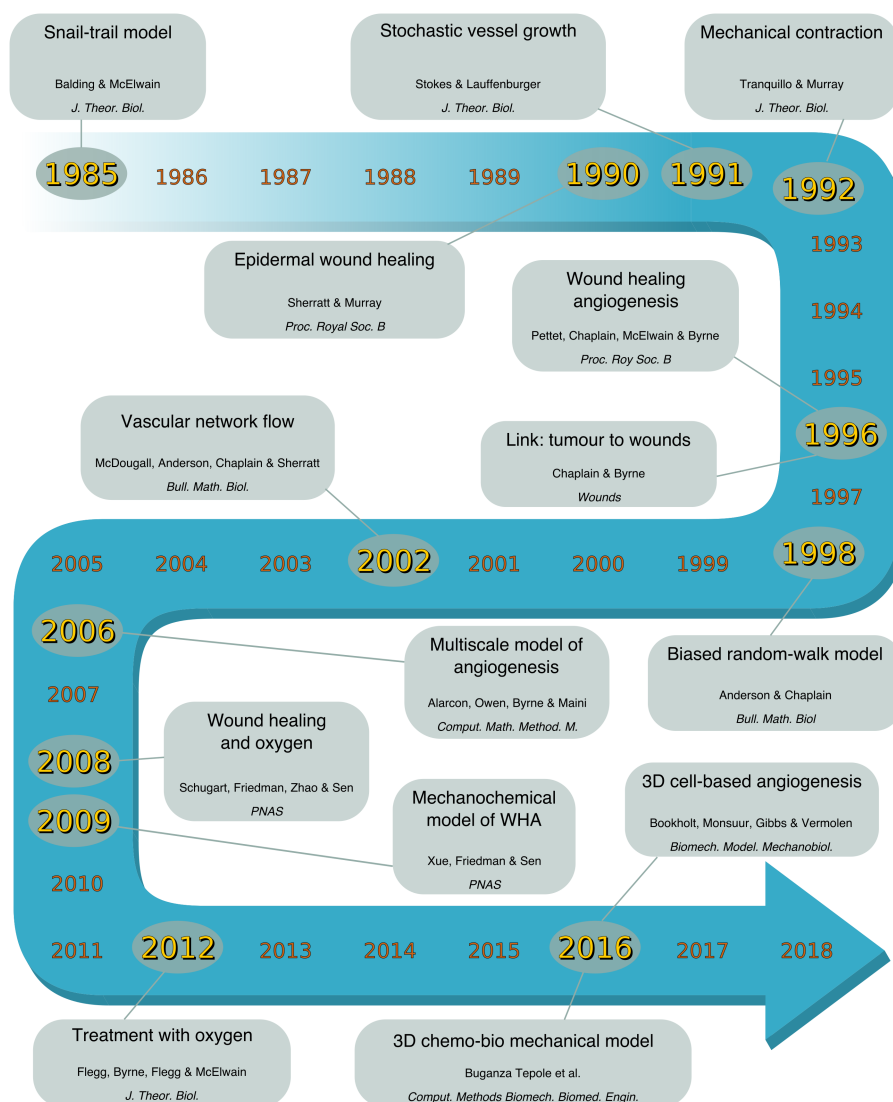 Snail-trail model
Balding & McElwain
J. Theor. Biol.
Stochastic vessel growth
Stokes & Lauffenburger
J. Theor. Biol.
Mechanical contraction
Tranquillo & Murray
J. Theor. Biol.
1985 1986 1987 1988 1989 1990 1991 1992
1993
Epidermal wound healing
Sherratt & Murray
Proc. Royal Soc. B
Wound healing
angiogenesis
Pettet, Chaplain, McElwain & Byrne
Proc. Roy Soc. B
1994
1995
1996
Vascular network flow
McDougall, Anderson, Chaplain & Sherratt
Bull. Math. Biol.
Link: tumour to wounds
Chaplain & Byrne
Wounds
1997
2005 2004 2003 2002 2001 2000 1999 1998
2006
Multiscale model of
angiogenesis
Alarcon, Owen, Byrne & Maini
Comput. Math. Method. M.
Biased random-walk model
Anderson & Chaplain
Bull. Math. Biol
2007
Wound healing
and oxygen
Schugart, Friedman, Zhao & Sen
PNAS
2008
2009
Mechanochemical
model of WHA
Xue, Friedman & Sen
PNAS
3D cell-based angiogenesis
Bookholt, Monsuur, Gibbs & Vermolen
Biomech. Model. Mechanobiol.
2010
2011 2012 2013 2014 2015 2016 2017 2018
Treatment with oxygen
Flegg, Byrne, Flegg & McElwain
J. Theor. Biol.
3D chemo-bio mechanical model
Buganza Tepole et al.
Comput. Methods Biomech. Biomed. Engin.